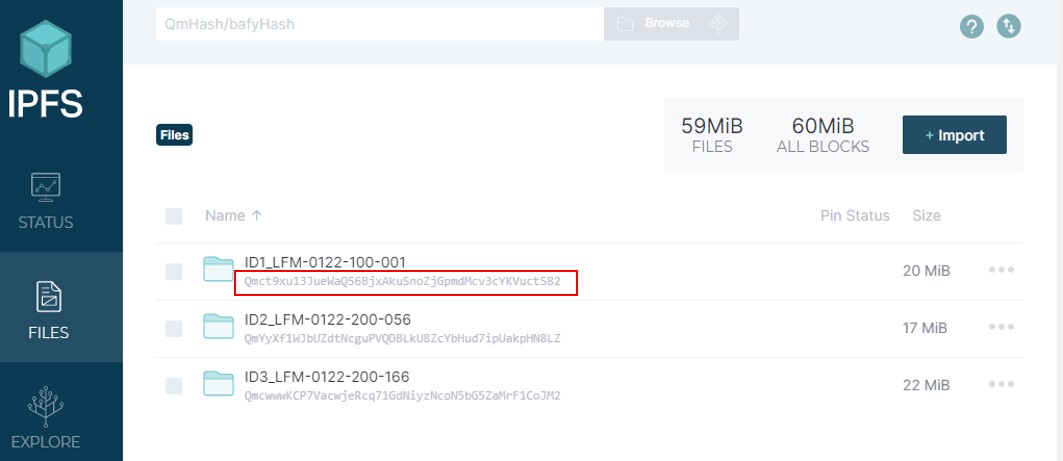 QmHash/bafyHash
Browse
IPFS
Files
59MiB
FILES
60MiB
ALL BLOCKS
+ Import
STATUS
Name ↑
Pin Status
Size
ID1_LFM-0122-100-001
Qmct9xu13JueWaQ56BjxAkuSnoZjGpmdMcv3cYKVuctS82
20 MiB
FILES
ID2_LFM-0122-200-056
QmYyXf1WJbUZdtNcguPVQDBLkU8ZcYbHud7ipUakpHN8LZ
17 MiB
ID3_LFM-0122-200-166
QmcwwwKCP7VacwjeRcq71GdNiyzNcoN5bG5ZaMrF1CoJM2
22 MiB
EXPLORE